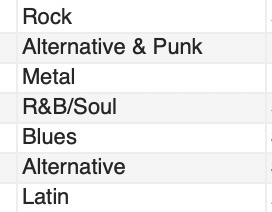 Rock
Alternative & Punk
Metal
R&B/Soul
Blues
Alternative
Latin